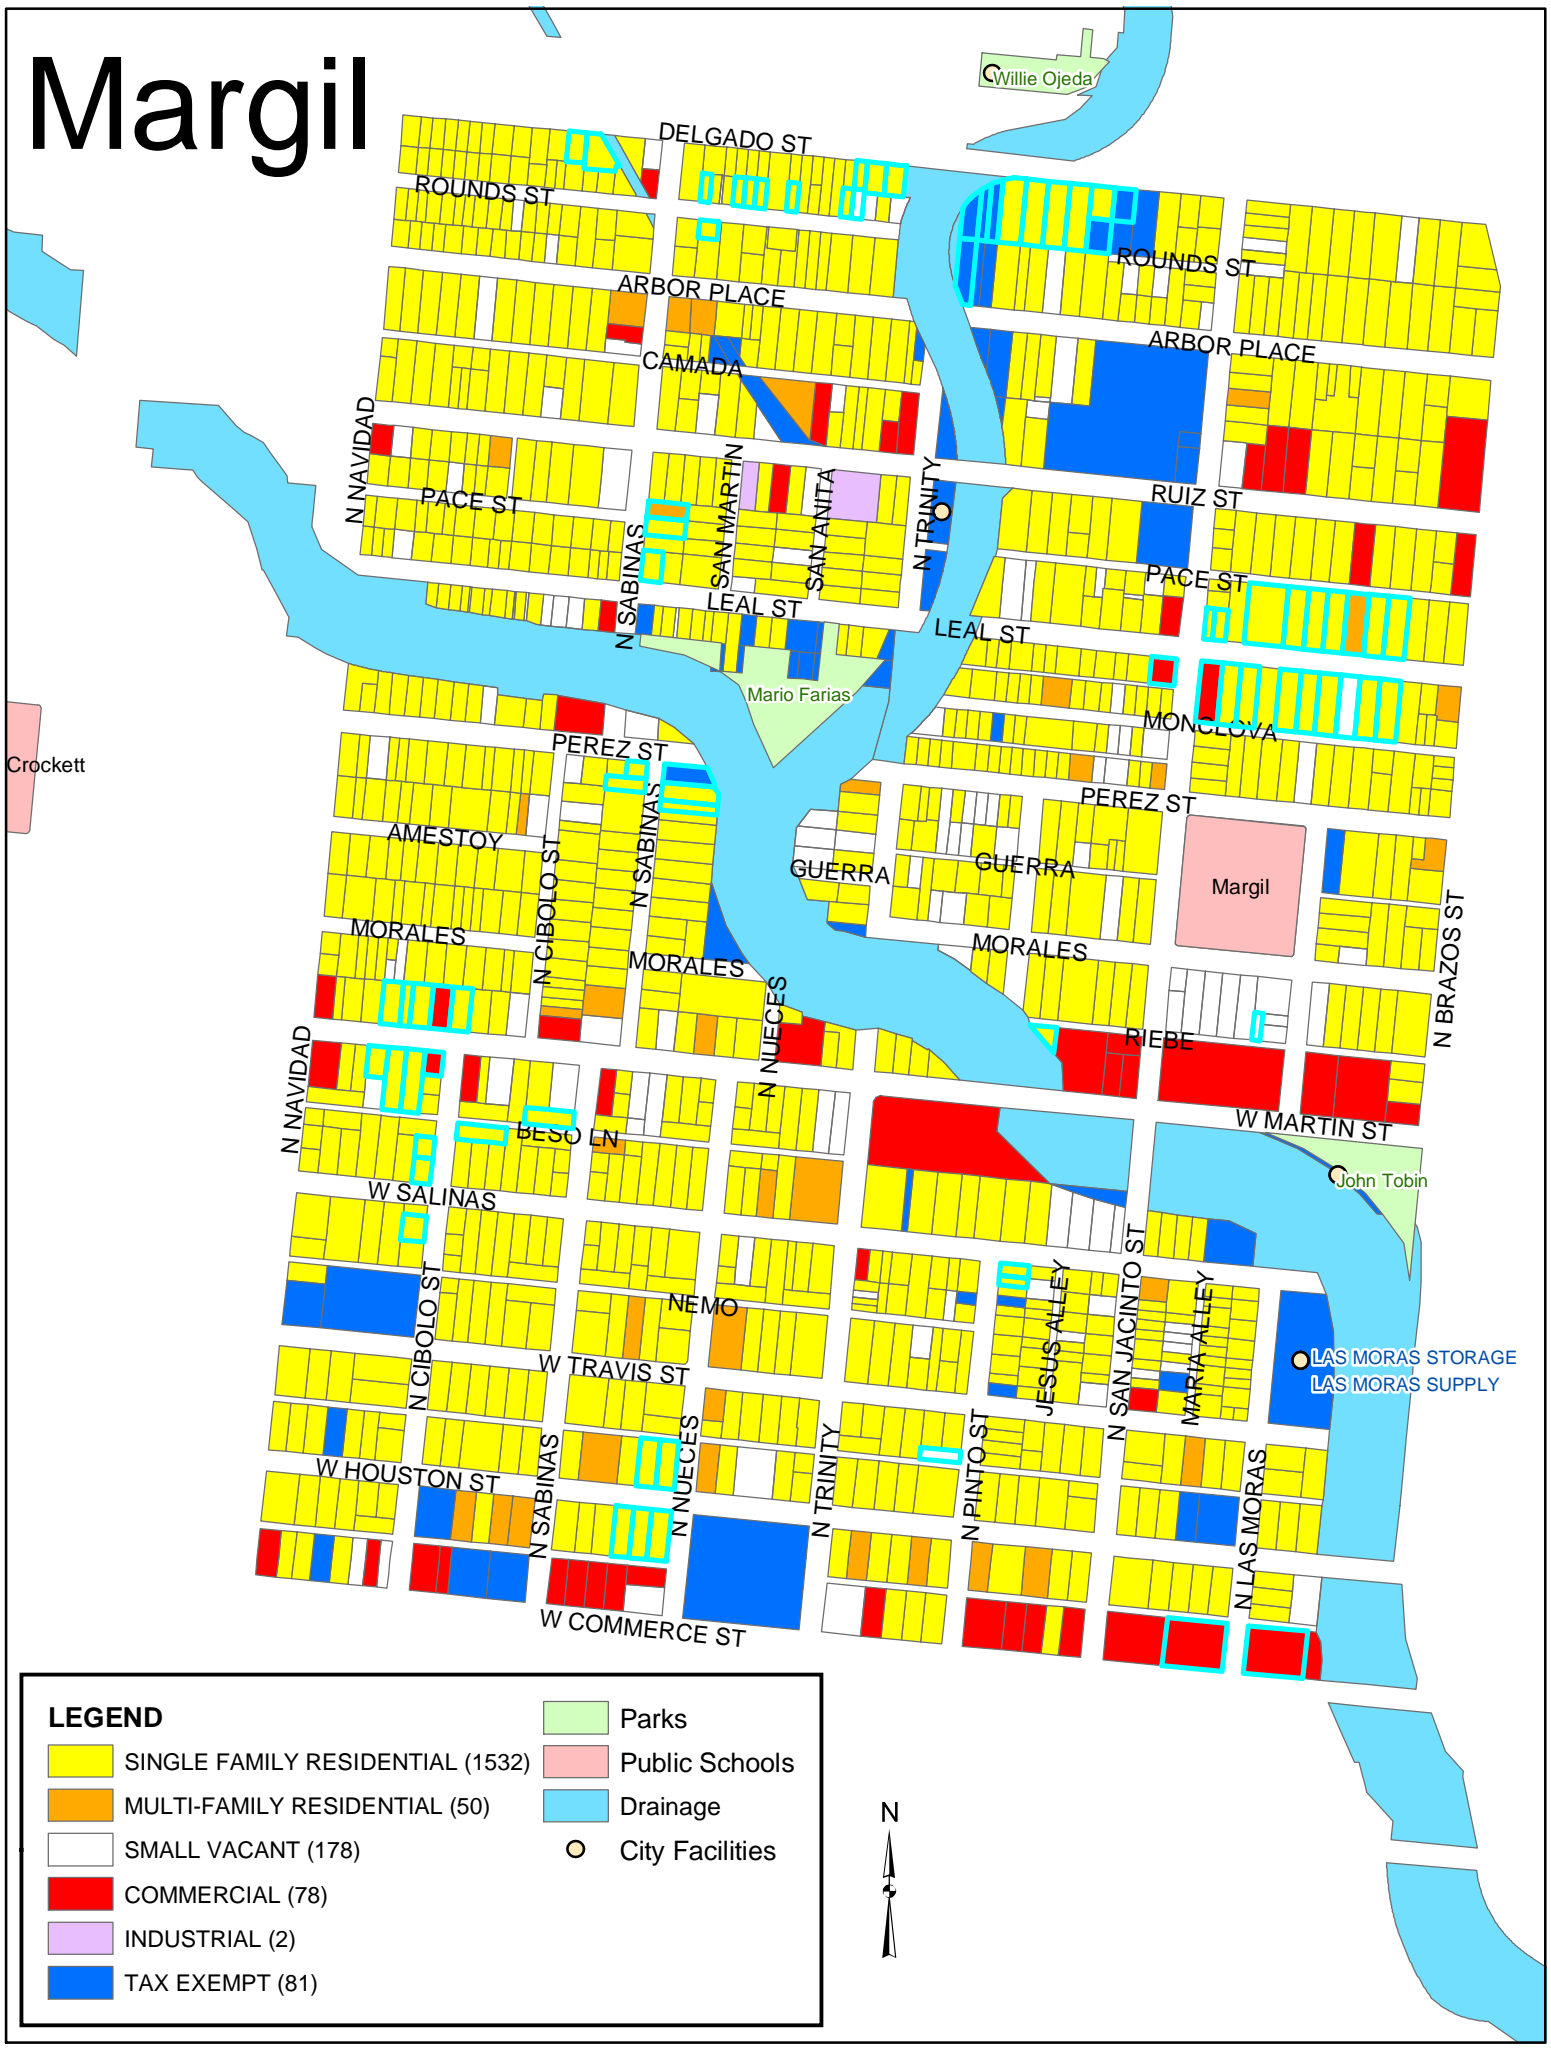 Margil
Willie Ojeda
DELGADO ST
ROUNDS ST
ROUNDS ST
ARBOR PLACE
ARBOR PLACE
CAMADA
N NAVIDAD
PACE ST
N SABINAS
SAN MARTIN
SAN ANITA
N TRINITY
RUIZ ST
PACE ST
LEAL ST
LEAL ST
Mario Farias
MONCLOVA
Crockett
PEREZ ST
PEREZ ST
AMESTOY
N CIBOLO ST
N SABINAS
GUERRA
GUERRA
Margil
MORALES
MORALES
MORALES
N BRAZOS ST
N NUECES
RIEBE
N NAVIDAD
BESO LN
W MARTIN ST
John Tobin
W SALINAS
N CIBOLO ST
NEMO
JESUS ALLEY
N SAN JACINTO ST
MARIA ALLEY
W TRAVIS ST
LAS MORAS STORAGE
LAS MORAS SUPPLY
W HOUSTON ST
N SABINAS
N NUECES
N TRINITY
N PINTO ST
N LAS MORAS
W COMMERCE ST
LEGEND
SINGLE FAMILY RESIDENTIAL (1532)
MULTI-FAMILY RESIDENTIAL (50)
SMALL VACANT (178)
COMMERCIAL (78)
INDUSTRIAL (2)
TAX EXEMPT (81)
Parks
Public Schools
Drainage
City Facilities
N